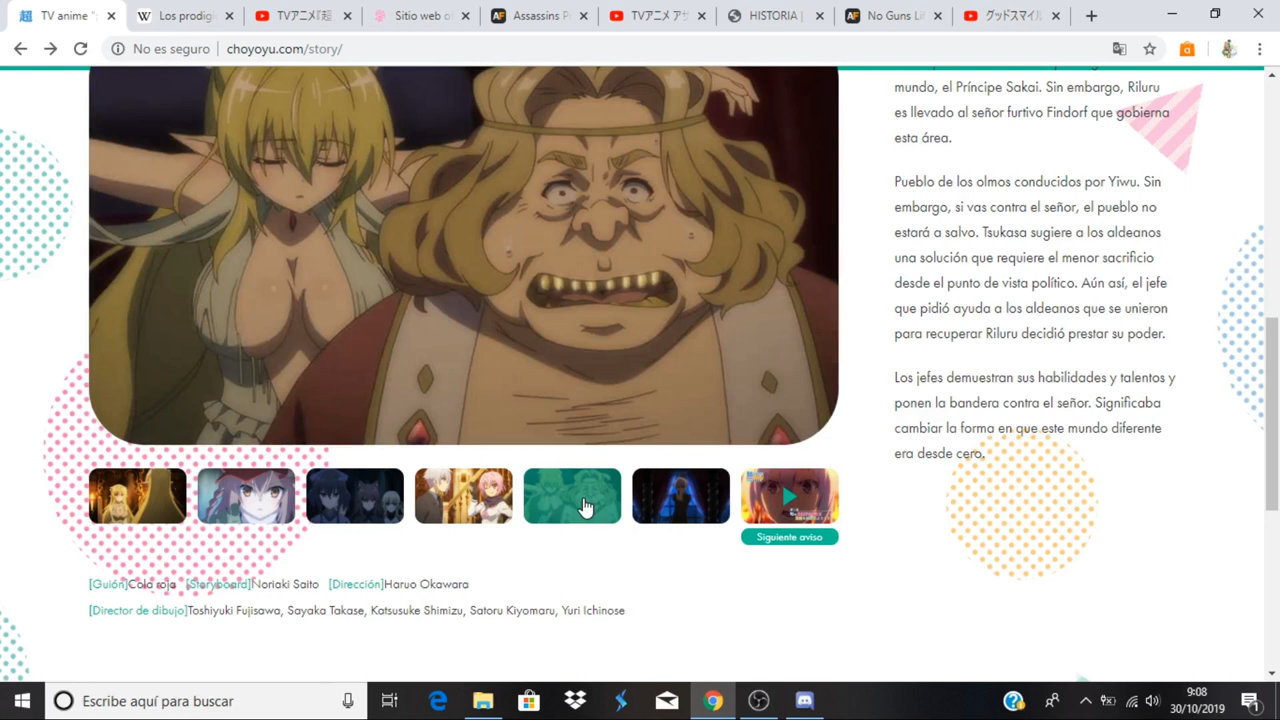 TV anime ";
Los prodigi
TVアニメ『超
Sitio web of
Assassins P
TVアニメ アサ
HISTORIA |
No Guns Lif
グッドスマイル
No es seguro
choyoyu.com/story/
mundo, el Príncipe Sakai. Sin embargo, Riluru
es llevado al señor furtivo Findorf que gobierna
esta área.
Pueblo de los olmos conducidos por Yiwu. Sin
embargo, si vas contra el señor, el pueblo no
estará a salvo. Tsukasa sugiere a los aldeanos
una solución que requiere el menor sacrificio
desde el punto de vista político. Aún así, el jefe
que pidió ayuda a los aldeanos que se unieron
para recuperar Riluru decidió prestar su poder.
Los jefes demuestran sus habilidades y talentos y
ponen la bandera contra el señor. Significaba
cambiar la forma en que este mundo diferente
era desde cero.
Siguiente aviso
[Guión]Cola roja [Storyboard]Noriaki Saito [Dirección]Haruo Okawara
[Director de dibujo]Toshiyuki Fujisawa, Sayaka Takase, Katsusuke Shimizu, Satoru Kiyomaru, Yuri Ichinose
Escribe aquí para buscar
9:08
30/10/2019
1